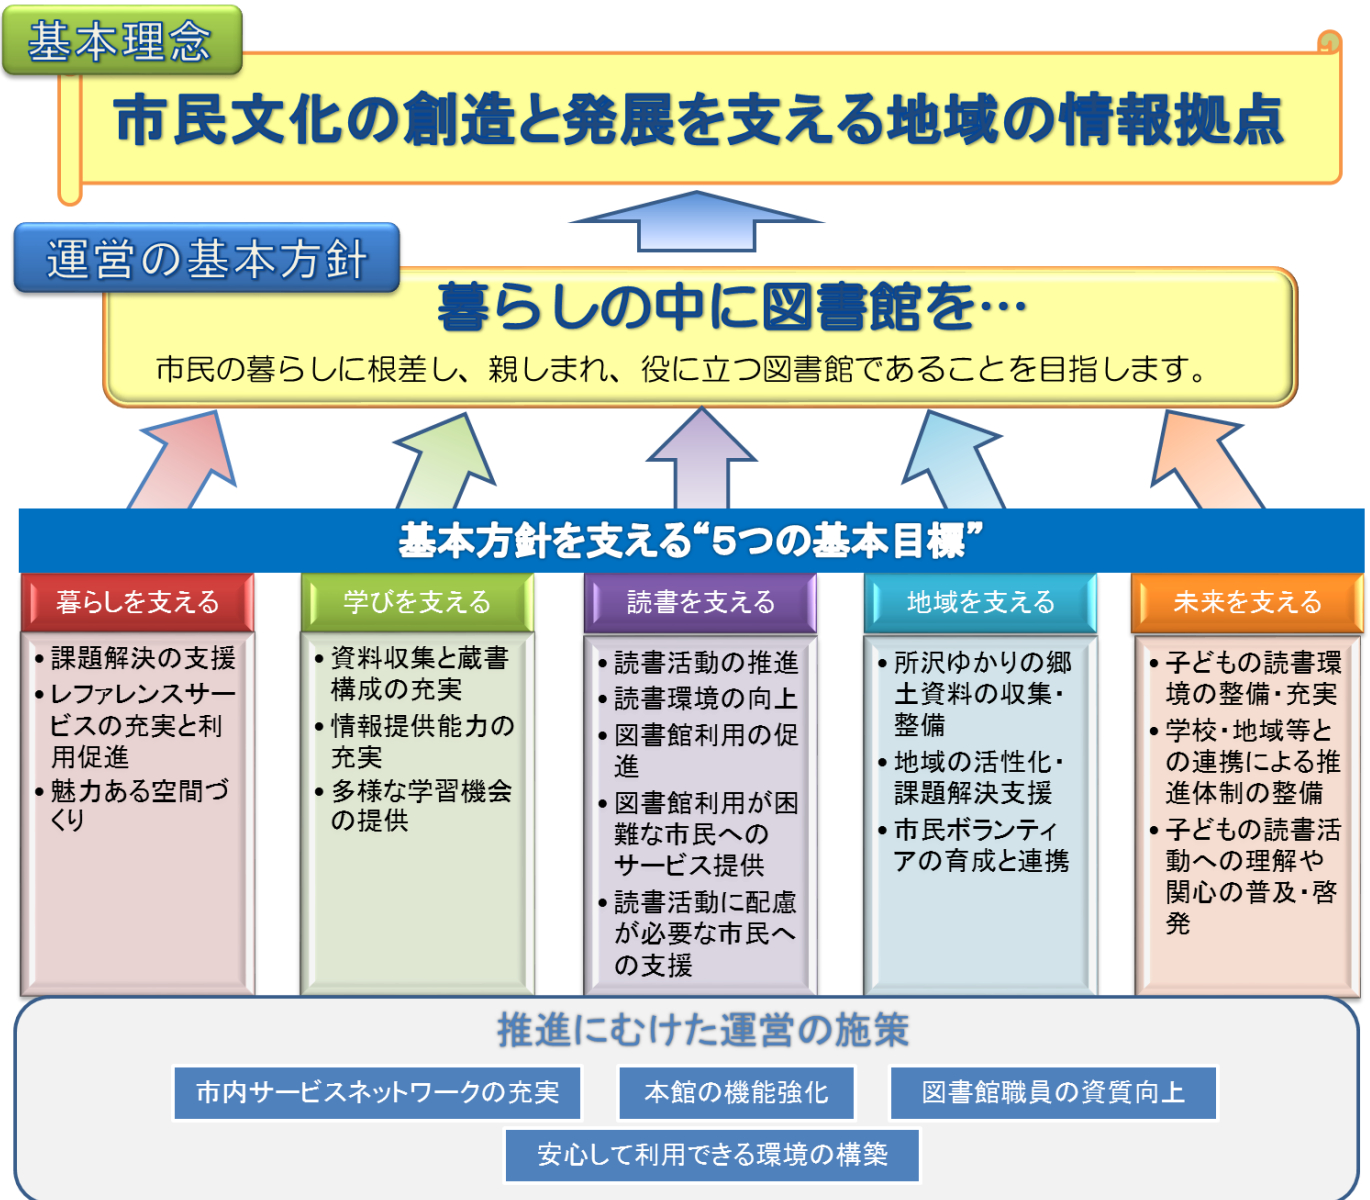 基本理念
市民文化の創造と発展を支える地域の情報拠点
運営の基本方針
暮らしの中に図書館を…
市民の暮らしに根差し、親しまれ、役に立つ図書館であることを目指します。
基本方針を支える“5つの基本目標”
暮らしを支える
•課題解決の支援
•レファレンスサー
ビスの充実と利
用促進
•魅力ある空間づ
くり
学びを支える
•資料収集と蔵書
構成の充実
•情報提供能力の
充実
•多様な学習機会
の提供
読書を支える
•読書活動の推進
•読書環境の向上
•図書館利用の促
進
•図書館利用が困
難な市民への
サービス提供
•読書活動に配慮
が必要な市民へ
の支援
地域を支える
•所沢ゆかりの郷
土資料の収集・
整備
•地域の活性化・
課題解決支援
•市民ボランティ
アの育成と連携
未来を支える
•子どもの読書環
境の整備・充実
•学校・地域等と
の連携による推
進体制の整備
•子どもの読書活
動への理解や
関心の普及・啓
発
推進にむけた運営の施策
市内サービスネットワークの充実
本館の機能強化
図書館職員の資質向上
安心して利用できる環境の構築